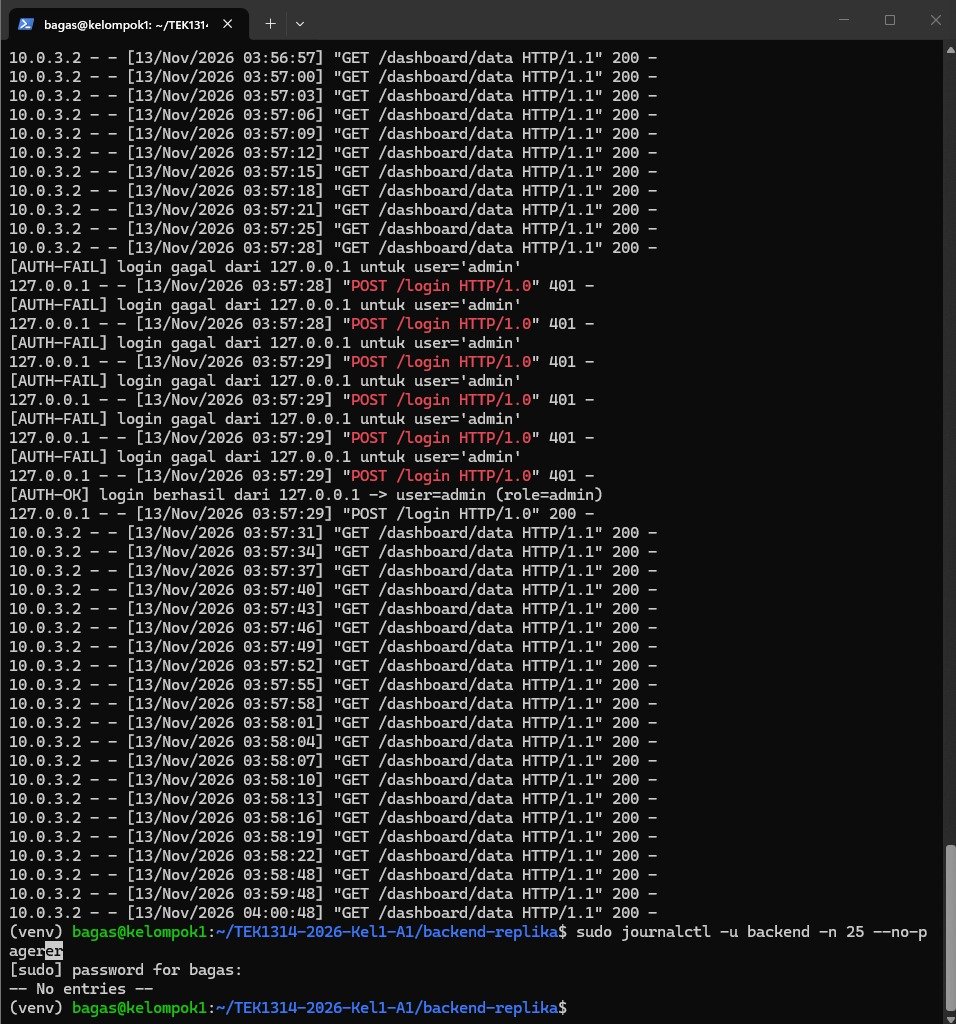 bagas@kelompok1: ~/TEK1314
10.0.3.2 - - [13/Nov/2026 03:56:57] "GET /dashboard/data HTTP/1.1" 200 -
10.0.3.2 - - [13/Nov/2026 03:57:00] "GET /dashboard/data HTTP/1.1" 200 -
10.0.3.2 - - [13/Nov/2026 03:57:03] "GET /dashboard/data HTTP/1.1" 200 -
10.0.3.2 - - [13/Nov/2026 03:57:06] "GET /dashboard/data HTTP/1.1" 200 -
10.0.3.2 - - [13/Nov/2026 03:57:09] "GET /dashboard/data HTTP/1.1" 200 -
10.0.3.2 - - [13/Nov/2026 03:57:12] "GET /dashboard/data HTTP/1.1" 200 -
10.0.3.2 - - [13/Nov/2026 03:57:15] "GET /dashboard/data HTTP/1.1" 200 -
10.0.3.2 - - [13/Nov/2026 03:57:18] "GET /dashboard/data HTTP/1.1" 200 -
10.0.3.2 - - [13/Nov/2026 03:57:21] "GET /dashboard/data HTTP/1.1" 200 -
10.0.3.2 - - [13/Nov/2026 03:57:25] "GET /dashboard/data HTTP/1.1" 200 -
10.0.3.2 - - [13/Nov/2026 03:57:28] "GET /dashboard/data HTTP/1.1" 200 -
[AUTH-FAIL] login gagal dari 127.0.0.1 untuk user='admin'
127.0.0.1 - - [13/Nov/2026 03:57:28] "POST /login HTTP/1.0" 401 -
[AUTH-FAIL] login gagal dari 127.0.0.1 untuk user='admin'
127.0.0.1 - - [13/Nov/2026 03:57:28] "POST /login HTTP/1.0" 401 -
[AUTH-FAIL] login gagal dari 127.0.0.1 untuk user='admin'
127.0.0.1 - - [13/Nov/2026 03:57:29] "POST /login HTTP/1.0" 401 -
[AUTH-FAIL] login gagal dari 127.0.0.1 untuk user='admin'
127.0.0.1 - - [13/Nov/2026 03:57:29] "POST /login HTTP/1.0" 401 -
[AUTH-FAIL] login gagal dari 127.0.0.1 untuk user='admin'
127.0.0.1 - - [13/Nov/2026 03:57:29] "POST /login HTTP/1.0" 401 -
[AUTH-FAIL] login gagal dari 127.0.0.1 untuk user='admin'
127.0.0.1 - - [13/Nov/2026 03:57:29] "POST /login HTTP/1.0" 401 -
[AUTH-OK] login berhasil dari 127.0.0.1 -> user=admin (role=admin)
127.0.0.1 - - [13/Nov/2026 03:57:29] "POST /login HTTP/1.0" 200 -
10.0.3.2 - - [13/Nov/2026 03:57:31] "GET /dashboard/data HTTP/1.1" 200 -
10.0.3.2 - - [13/Nov/2026 03:57:34] "GET /dashboard/data HTTP/1.1" 200 -
10.0.3.2 - - [13/Nov/2026 03:57:37] "GET /dashboard/data HTTP/1.1" 200 -
10.0.3.2 - - [13/Nov/2026 03:57:40] "GET /dashboard/data HTTP/1.1" 200 -
10.0.3.2 - - [13/Nov/2026 03:57:43] "GET /dashboard/data HTTP/1.1" 200 -
10.0.3.2 - - [13/Nov/2026 03:57:46] "GET /dashboard/data HTTP/1.1" 200 -
10.0.3.2 - - [13/Nov/2026 03:57:49] "GET /dashboard/data HTTP/1.1" 200 -
10.0.3.2 - - [13/Nov/2026 03:57:52] "GET /dashboard/data HTTP/1.1" 200 -
10.0.3.2 - - [13/Nov/2026 03:57:55] "GET /dashboard/data HTTP/1.1" 200 -
10.0.3.2 - - [13/Nov/2026 03:57:58] "GET /dashboard/data HTTP/1.1" 200 -
10.0.3.2 - - [13/Nov/2026 03:58:01] "GET /dashboard/data HTTP/1.1" 200 -
10.0.3.2 - - [13/Nov/2026 03:58:04] "GET /dashboard/data HTTP/1.1" 200 -
10.0.3.2 - - [13/Nov/2026 03:58:07] "GET /dashboard/data HTTP/1.1" 200 -
10.0.3.2 - - [13/Nov/2026 03:58:10] "GET /dashboard/data HTTP/1.1" 200 -
10.0.3.2 - - [13/Nov/2026 03:58:13] "GET /dashboard/data HTTP/1.1" 200 -
10.0.3.2 - - [13/Nov/2026 03:58:16] "GET /dashboard/data HTTP/1.1" 200 -
10.0.3.2 - - [13/Nov/2026 03:58:19] "GET /dashboard/data HTTP/1.1" 200 -
10.0.3.2 - - [13/Nov/2026 03:58:22] "GET /dashboard/data HTTP/1.1" 200 -
10.0.3.2 - - [13/Nov/2026 03:58:48] "GET /dashboard/data HTTP/1.1" 200 -
10.0.3.2 - - [13/Nov/2026 03:59:48] "GET /dashboard/data HTTP/1.1" 200 -
10.0.3.2 - - [13/Nov/2026 04:00:48] "GET /dashboard/data HTTP/1.1" 200 -
(venv) bagas@kelompok1:~/TEK1314-2026-Kel1-A1/backend-replika$ sudo journalctl -u backend -n 25 --no-p
agerer
[sudo] password for bagas:
-- No entries --
(venv) bagas@kelompok1:~/TEK1314-2026-Kel1-A1/backend-replika$